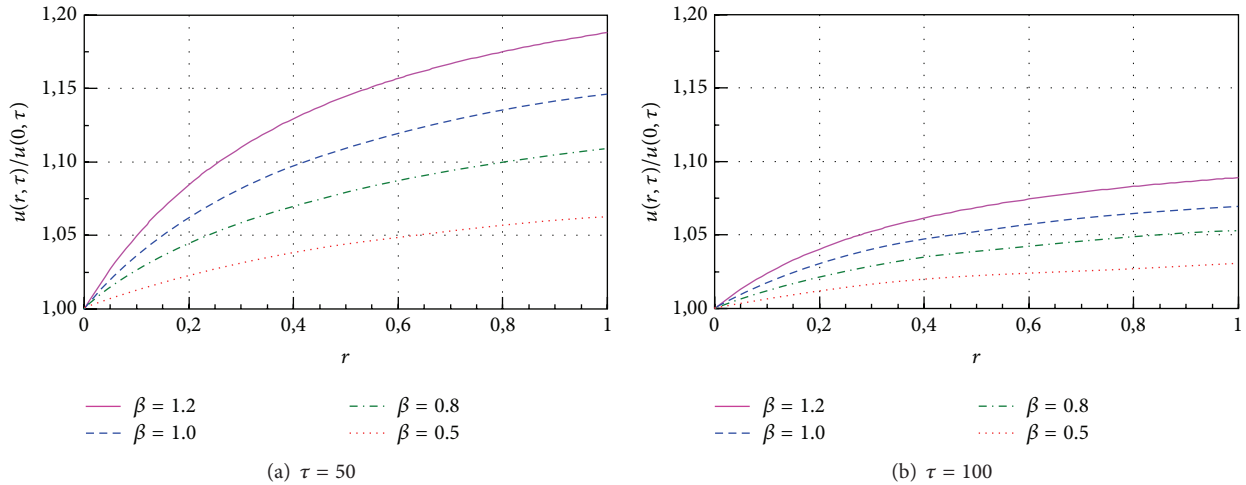 1,20
1,15
1,10
1,05
1,00
u(r, τ)/u(0, τ)
0 0,2 0,4 0,6 0,8 1
r
β = 1.2 β = 0.8
β = 1.0 β = 0.5
(a) τ = 50
1,20
1,15
1,10
1,05
1,00
u(r, τ)/u(0, τ)
0 0,2 0,4 0,6 0,8 1
r
β = 1.2 β = 0.8
β = 1.0 β = 0.5
(b) τ = 100